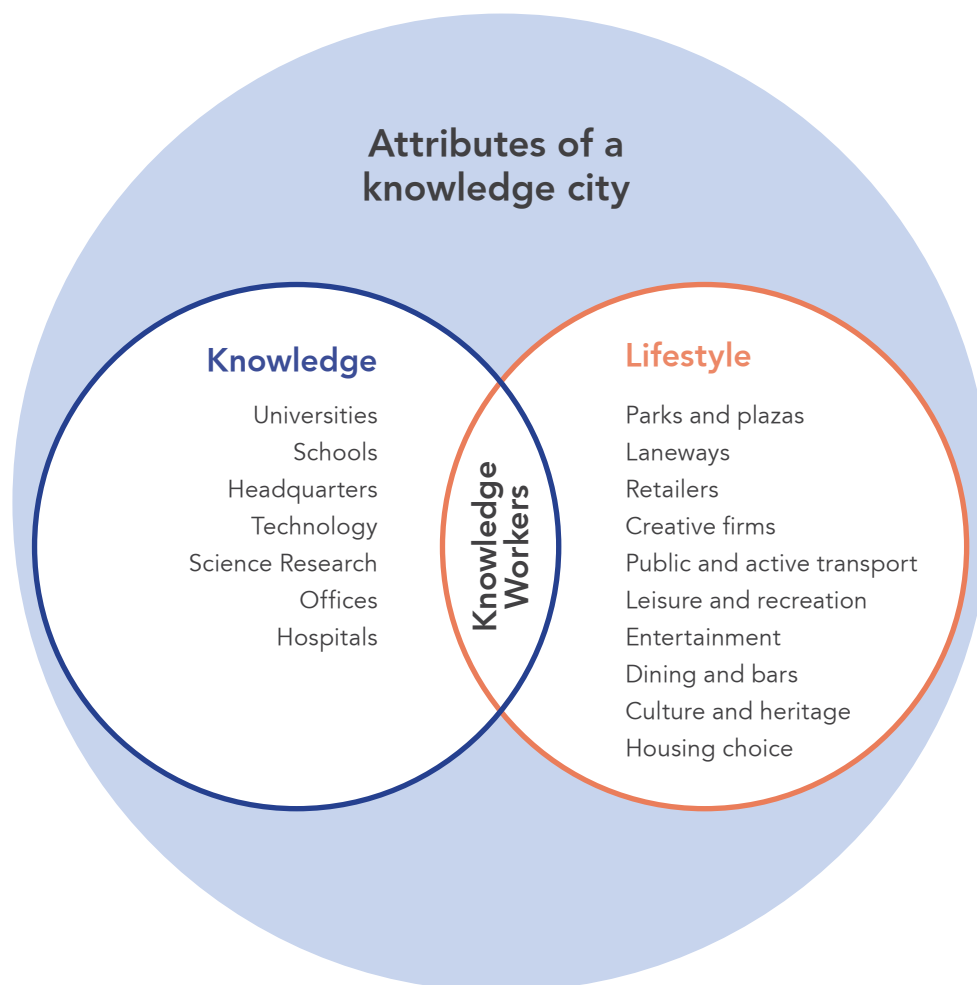 Attributes of a
knowledge city
Knowledge
Universities
Schools
Headquarters
Technology
Science Research
Offices
Hospitals
Knowledge
Workers
Lifestyle
Parks and plazas
Laneways
Retailers
Creative firms
Public and active transport
Leisure and recreation
Entertainment
Dining and bars
Culture and heritage
Housing choice